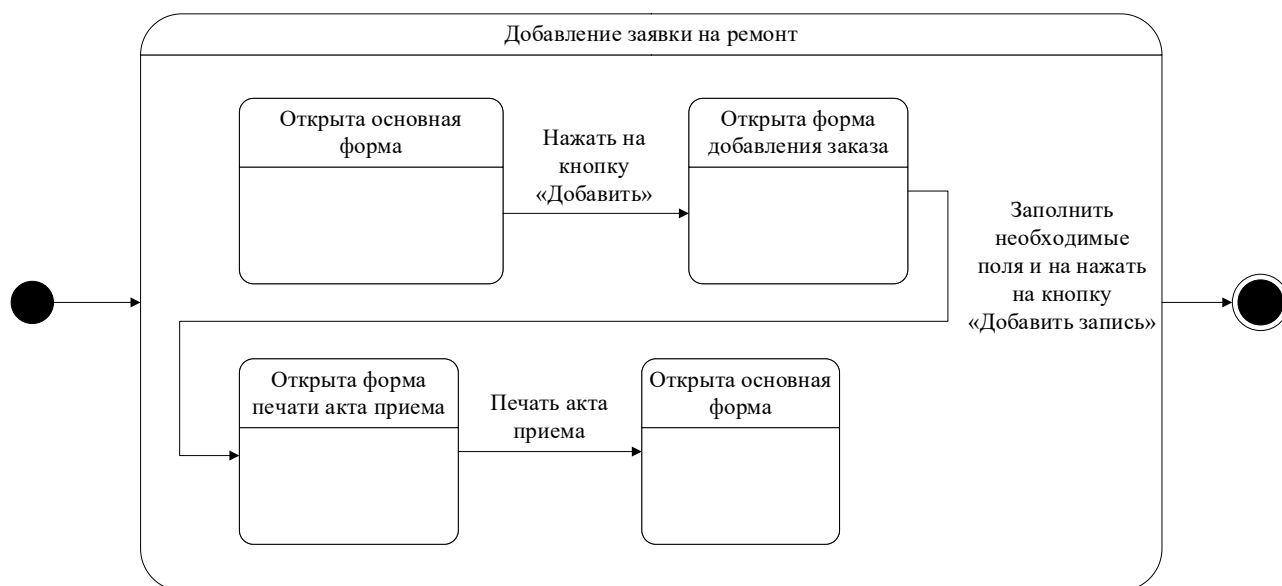 Добавление заявки на ремонт
Открыта основная
форма
Нажать на
кнопку
«Добавить»
Открыта форма
добавления заказа
Заполнить
необходимые
поля и на нажать
на кнопку
«Добавить запись»
Открыта форма
печати акта приема
Печать акта
приема
Открыта основная
форма